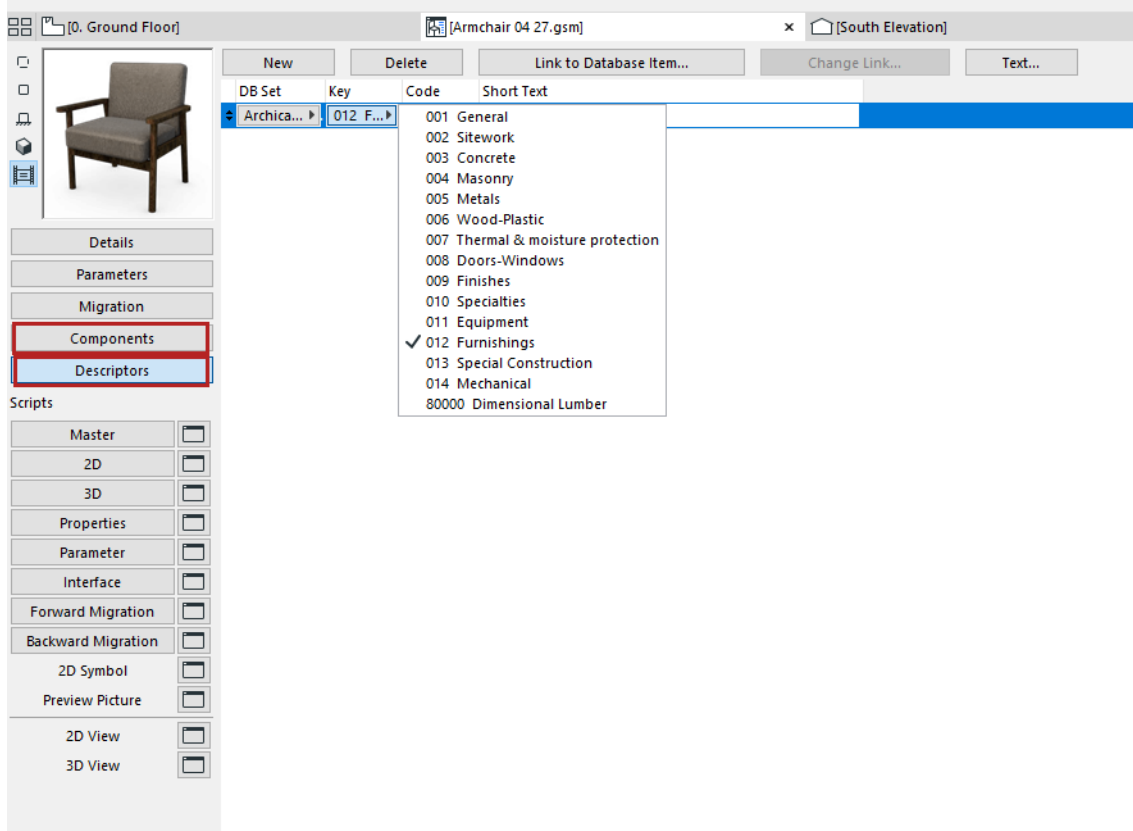 [0. Ground Floor]
[Armchair 04 27.gsm]
[South Elevation]
New
Delete
Link to Database Item...
Change Link...
Text...
DB Set
Key
Code
Short Text
Archica...
012 F...
001 General
002 Sitework
003 Concrete
004 Masonry
005 Metals
006 Wood-Plastic
007 Thermal & moisture protection
008 Doors-Windows
009 Finishes
010 Specialties
011 Equipment
012 Furnishings
013 Special Construction
014 Mechanical
80000 Dimensional Lumber
Details
Parameters
Migration
Components
Descriptors
Scripts
Master
2D
3D
Properties
Parameter
Interface
Forward Migration
Backward Migration
2D Symbol
Preview Picture
2D View
3D View